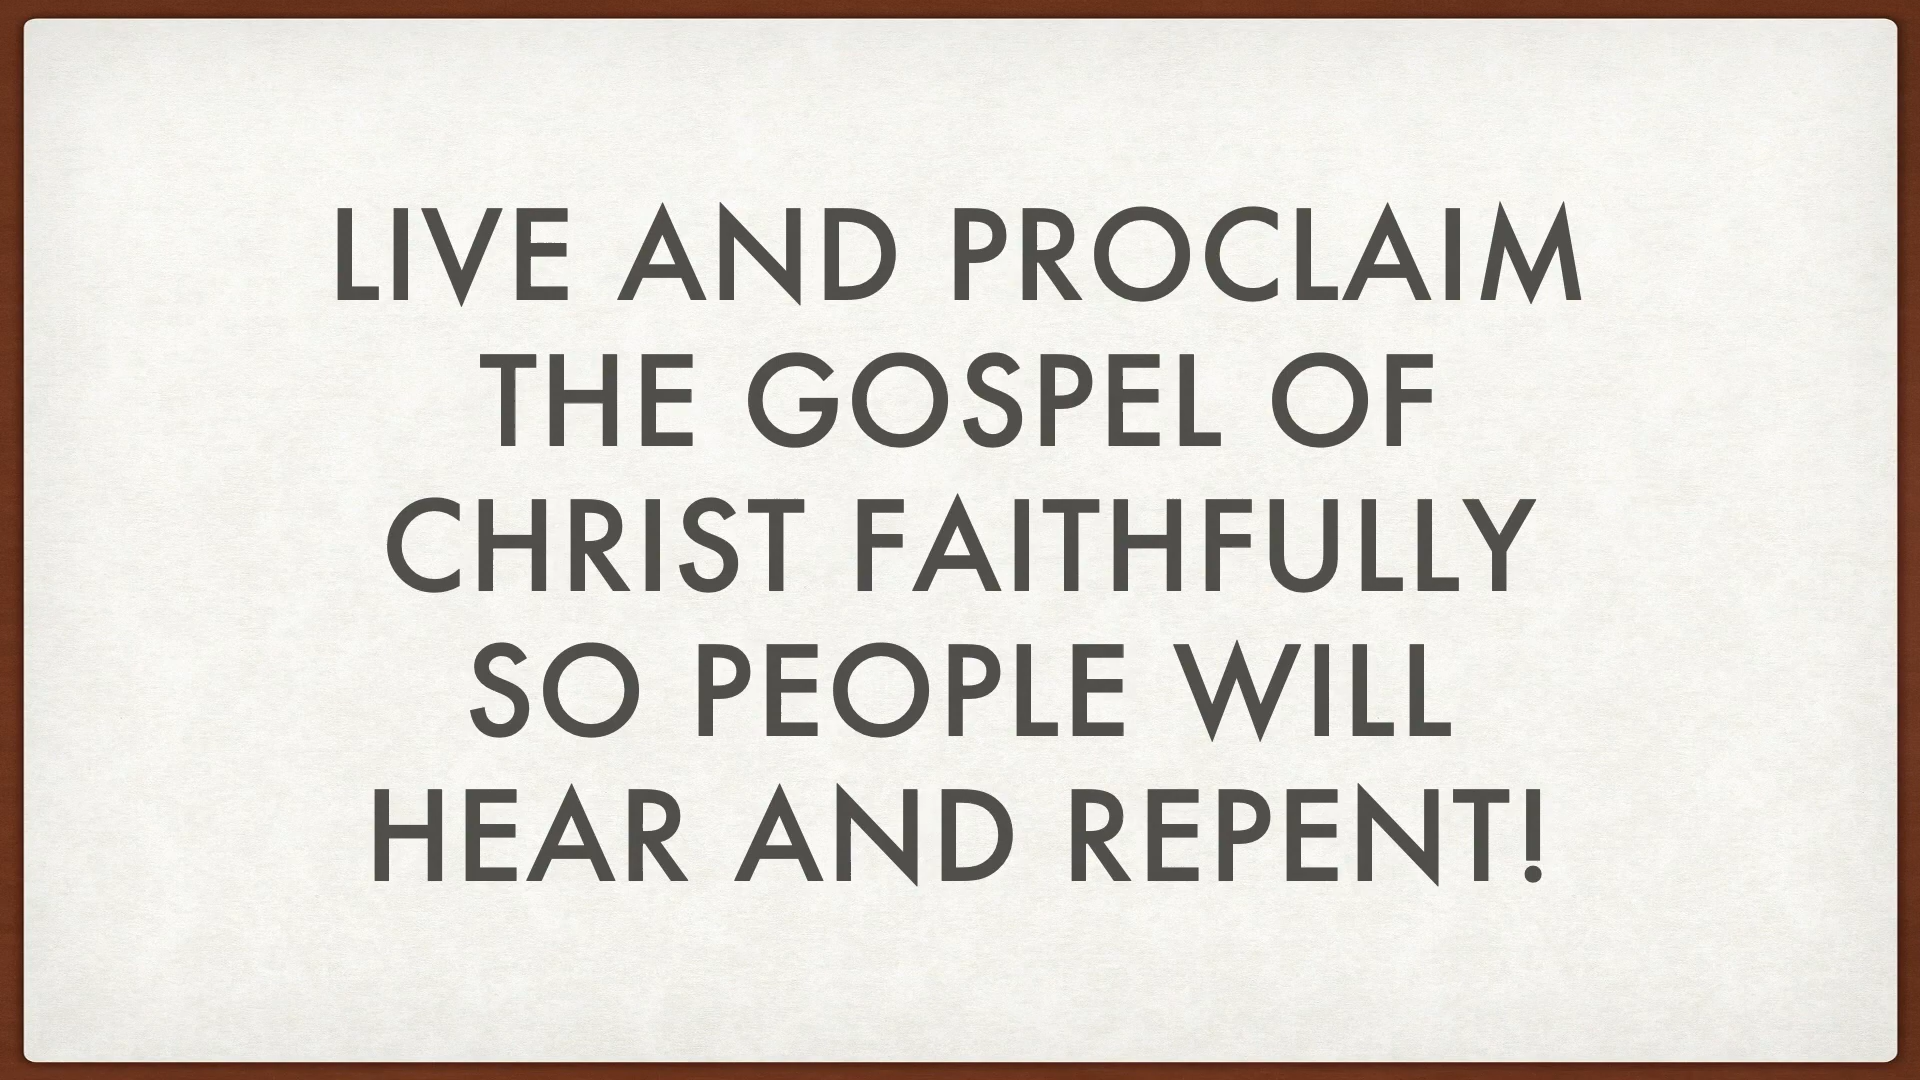 LIVE AND PROCLAIM
THE GOSPEL OF
CHRIST FAITHFULLY
SO PEOPLE WILL
HEAR AND REPENT!